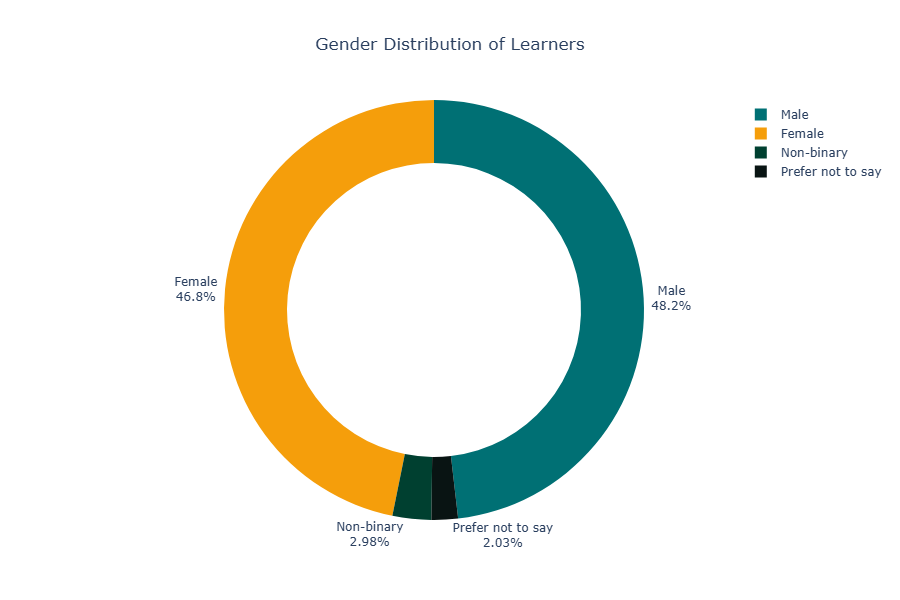 Gender Distribution of Learners
Male
Female
Non-binary
Prefer not to say
Female
46.8%
Male
48.2%
Non-binary
2.98%
Prefer not to say
2.03%